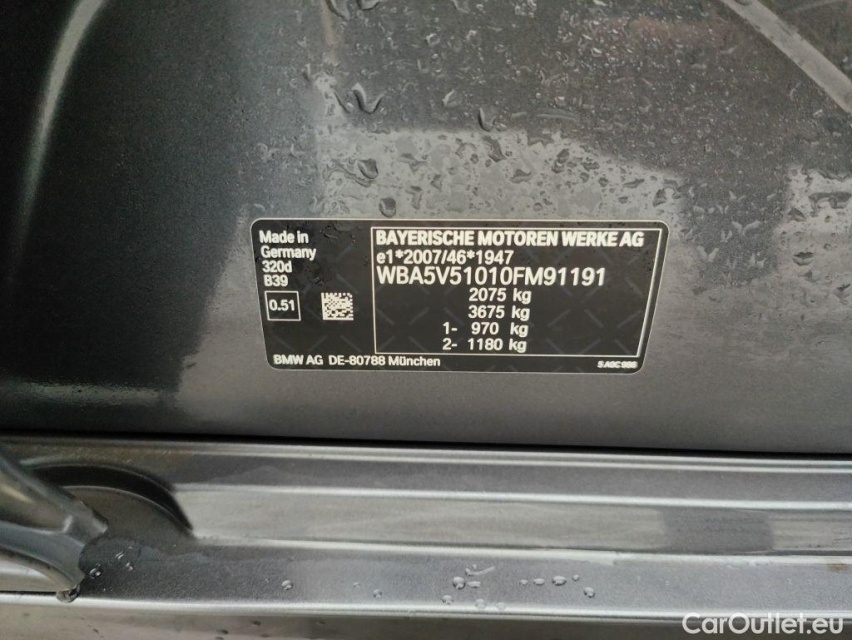 Made in
Germany
320d
B39
0.51
BAYERISCHE MOTOREN WERKE AG
e1*2007/46*1947
WBA5V51010FM91191
2075 kg
3675 kg
1- 970 kg
2- 1180 kg
BMW AG DE-80788 München
CarOutlet.eu